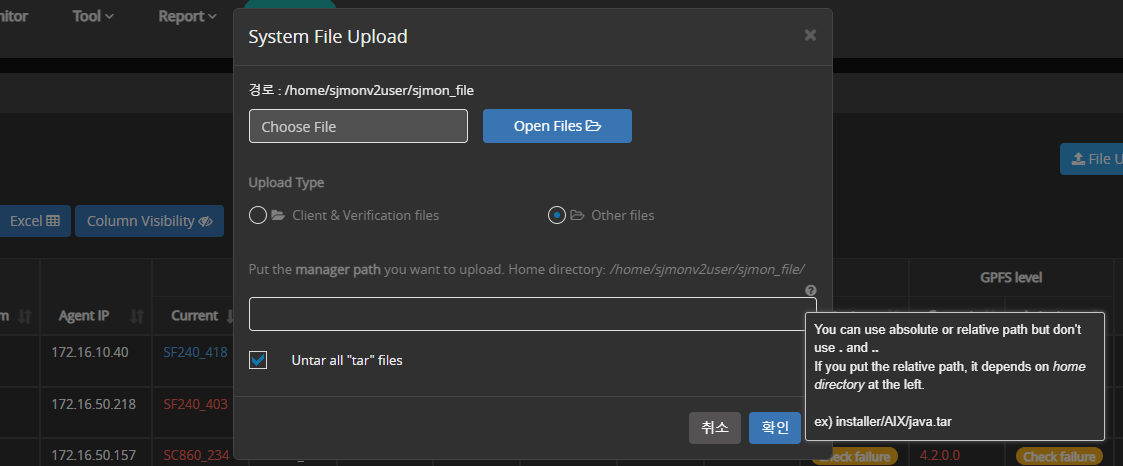 nitor Tool Report
System File Upload
경로 : /home/sjmonv2user/sjmon_file
Choose File Open Files
File U
Upload Type
Excel Column Visibility
Client & Verification files Other files
Put the manager path you want to upload. Home directory: /home/sjmonv2user/sjmon_file/
GPFS level
m Agent IP Current
You can use absolute or relative path but don't
use . and ..
If you put the relative path, it depends on home
directory at the left.
ex) installer/AIX/java.tar
172.16.10.40 SF240_418
Untar all "tar" files
172.16.50.218 SF240_403
취소 확인
172.16.50.157 SC860_234
Check failure 4.2.0.0 Check failure